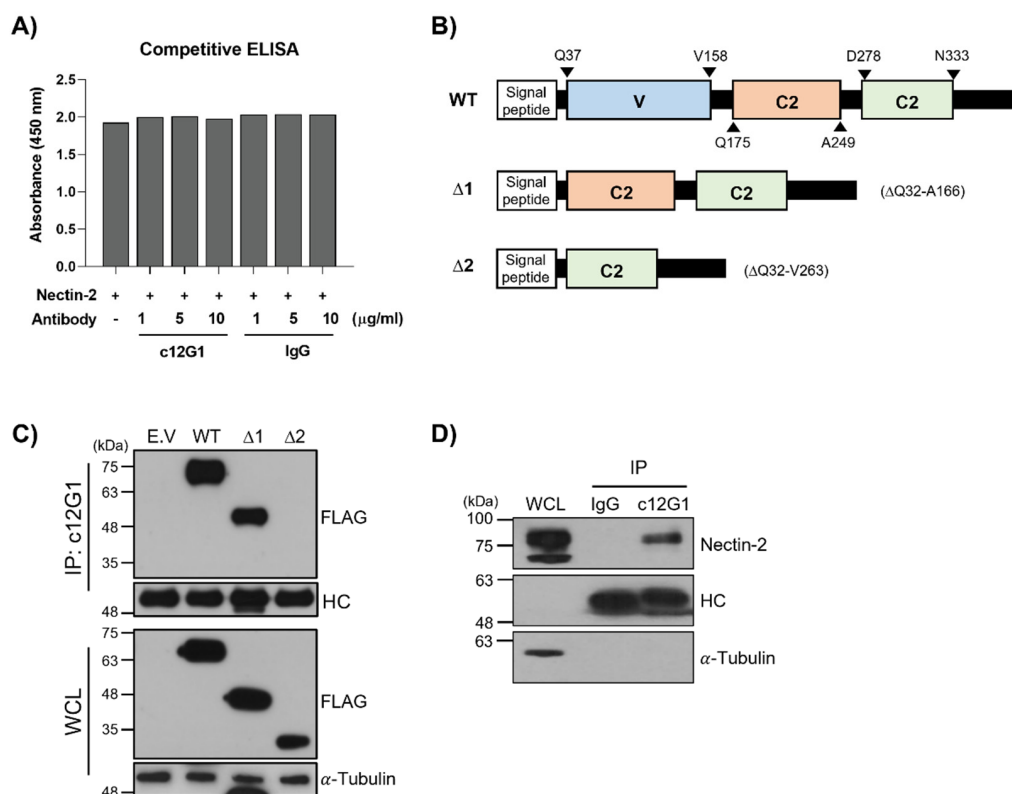 A)
Competitive ELISA
Absorbance (450 nm)
2.5
2.0
1.5
1.0
0.5
0.0
Nectin-2 + + + + + + +
Antibody - 1 5 10 1 5 10 (μg/ml)
c12G1 IgG
B)
Q37 V158 D278 N333
WT Signal peptide V C2 C2
Q175 A249
Δ1 Signal peptide C2 C2 (ΔQ32-A166)
Δ2 Signal peptide C2 (ΔQ32-V263)
C)
(kDa) E.V WT Δ1 Δ2
IP: c12G1
75
63
48
35
FLAG
48
HC
WCL
75
63
48
35
FLAG
α-Tubulin
48
D)
IP
(kDa) WCL IgG c12G1
100
75
Nectin-2
63
HC
48
63
α-Tubulin